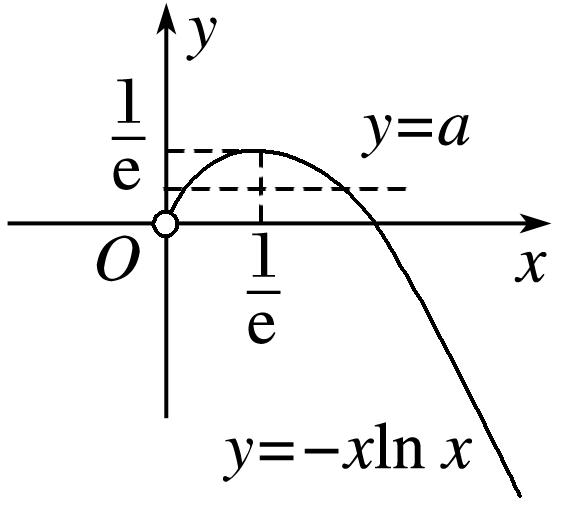 y
1/e
y=a
O
1/e
x
y=−xln x